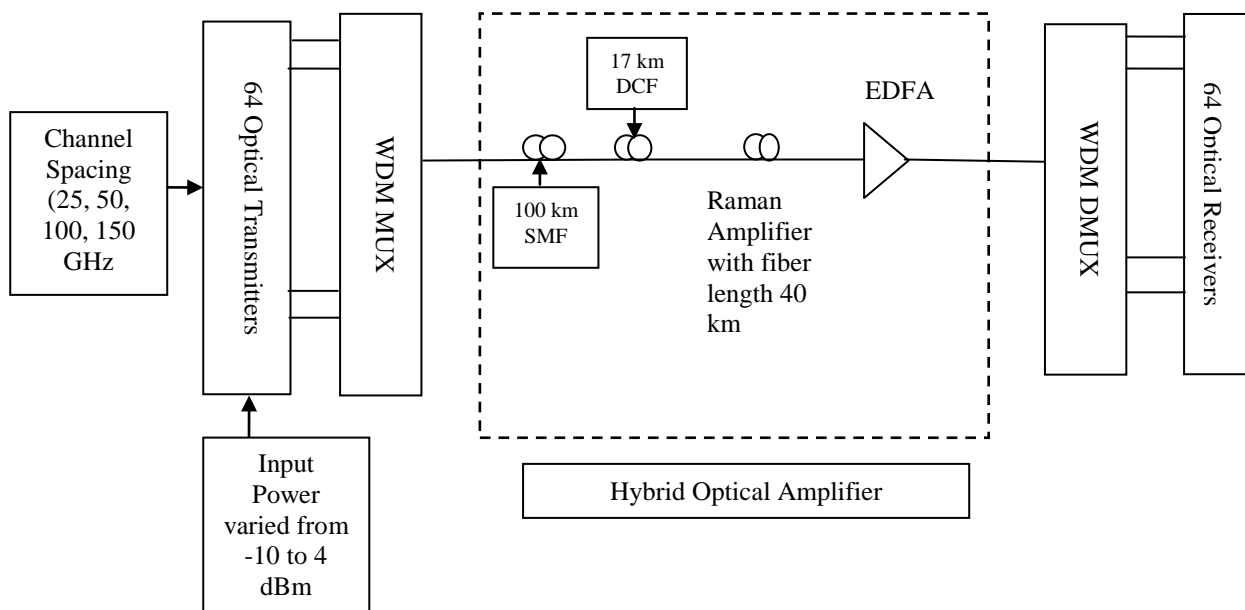 Channel
Spacing
(25, 50,
100, 150
GHz
64 Optical Transmitters
Input
Power
varied from
-10 to 4
dBm
WDM MUX
100 km
SMF
17 km
DCF
Raman
Amplifier
with fiber
length 40
km
EDFA
Hybrid Optical Amplifier
WDM DMUX
64 Optical Receivers